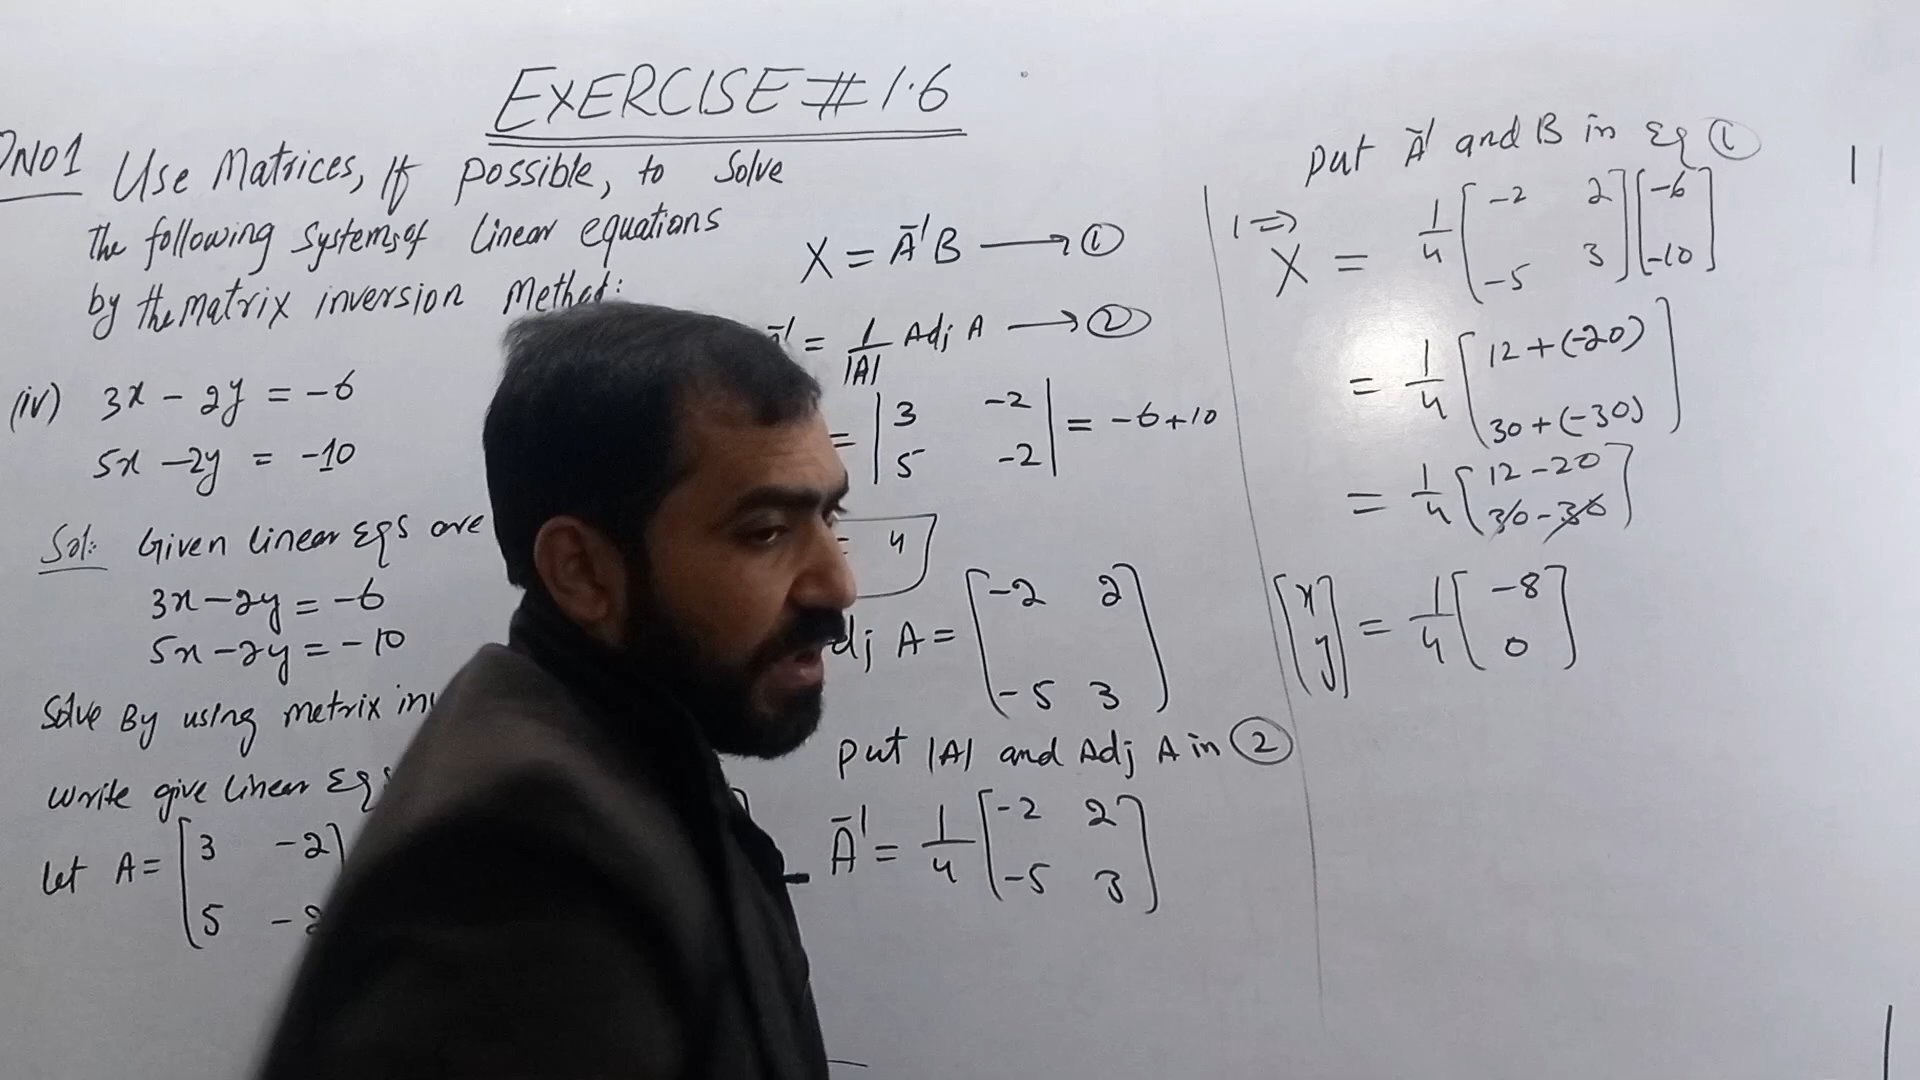 EXERCISE # 1.6
QNO1 Use Matrices, If possible, to Solve
the following Systems of linear equations
by the matrix inversion Method:
(iv) 3x - 2y = -6
5x - 2y = -10
Sol: Given linear Eqs are
3x - 2y = -6
5x - 2y = -10
Solve By using metrix
Write give linear Eq
let A = [3 -2
5 -2
X = A⁻¹B → ①
A⁻¹ = 1/|A| Adj A → ②
= |3 -2
5 -2| = -6+10
= 4
Adj A = [-2 2
-5 3]
put |A| and Adj A in ②
A⁻¹ = 1/4 [-2 2
-5 3]
put A⁻¹ and B in Eq ①
1 ⇒
X = 1/4 [-2 2
-5 3] [-6
-10]
= 1/4 [12+(-20)
30+(-30)]
= 1/4 [12-20
30-30]
[x
y] = 1/4 [-8
0]